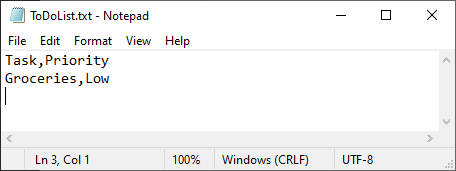 ToDoList.txt - Notepad
File Edit Format View Help
Task,Priority
Groceries,Low
Ln 3, Col 1 100% Windows (CRLF) UTF-8